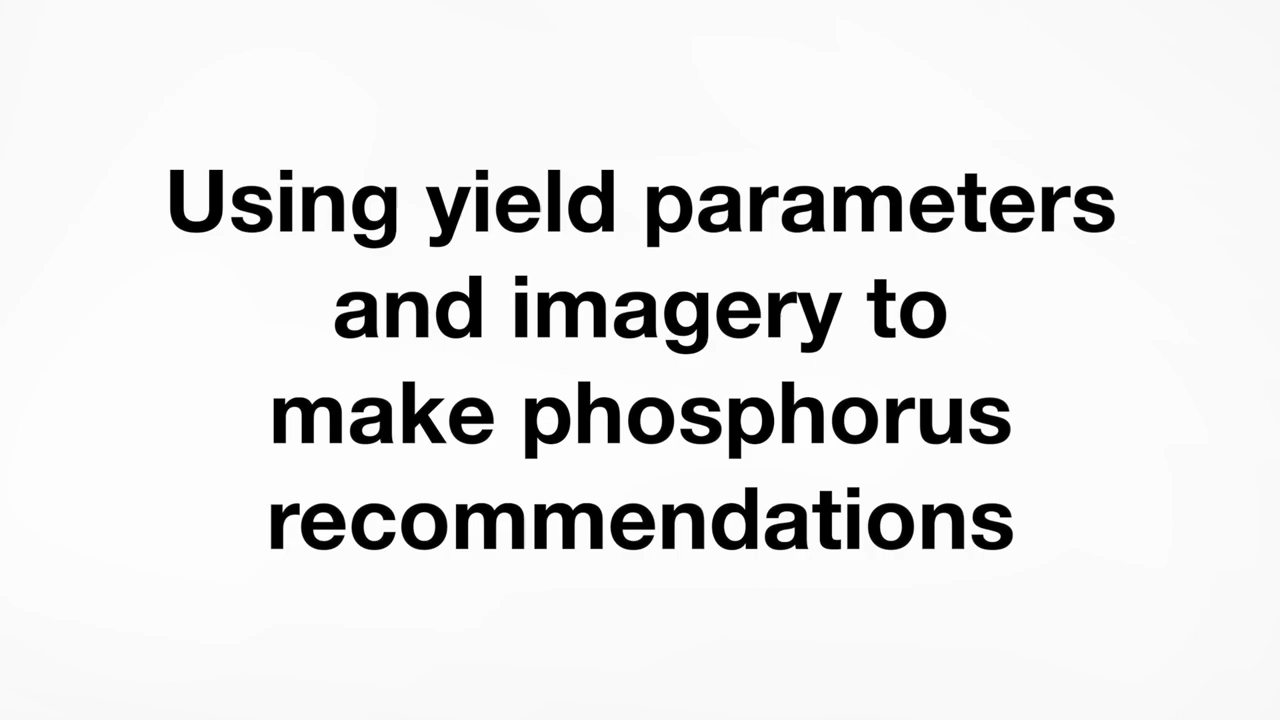 Using yield parameters
and imagery to
make phosphorus
recommendations